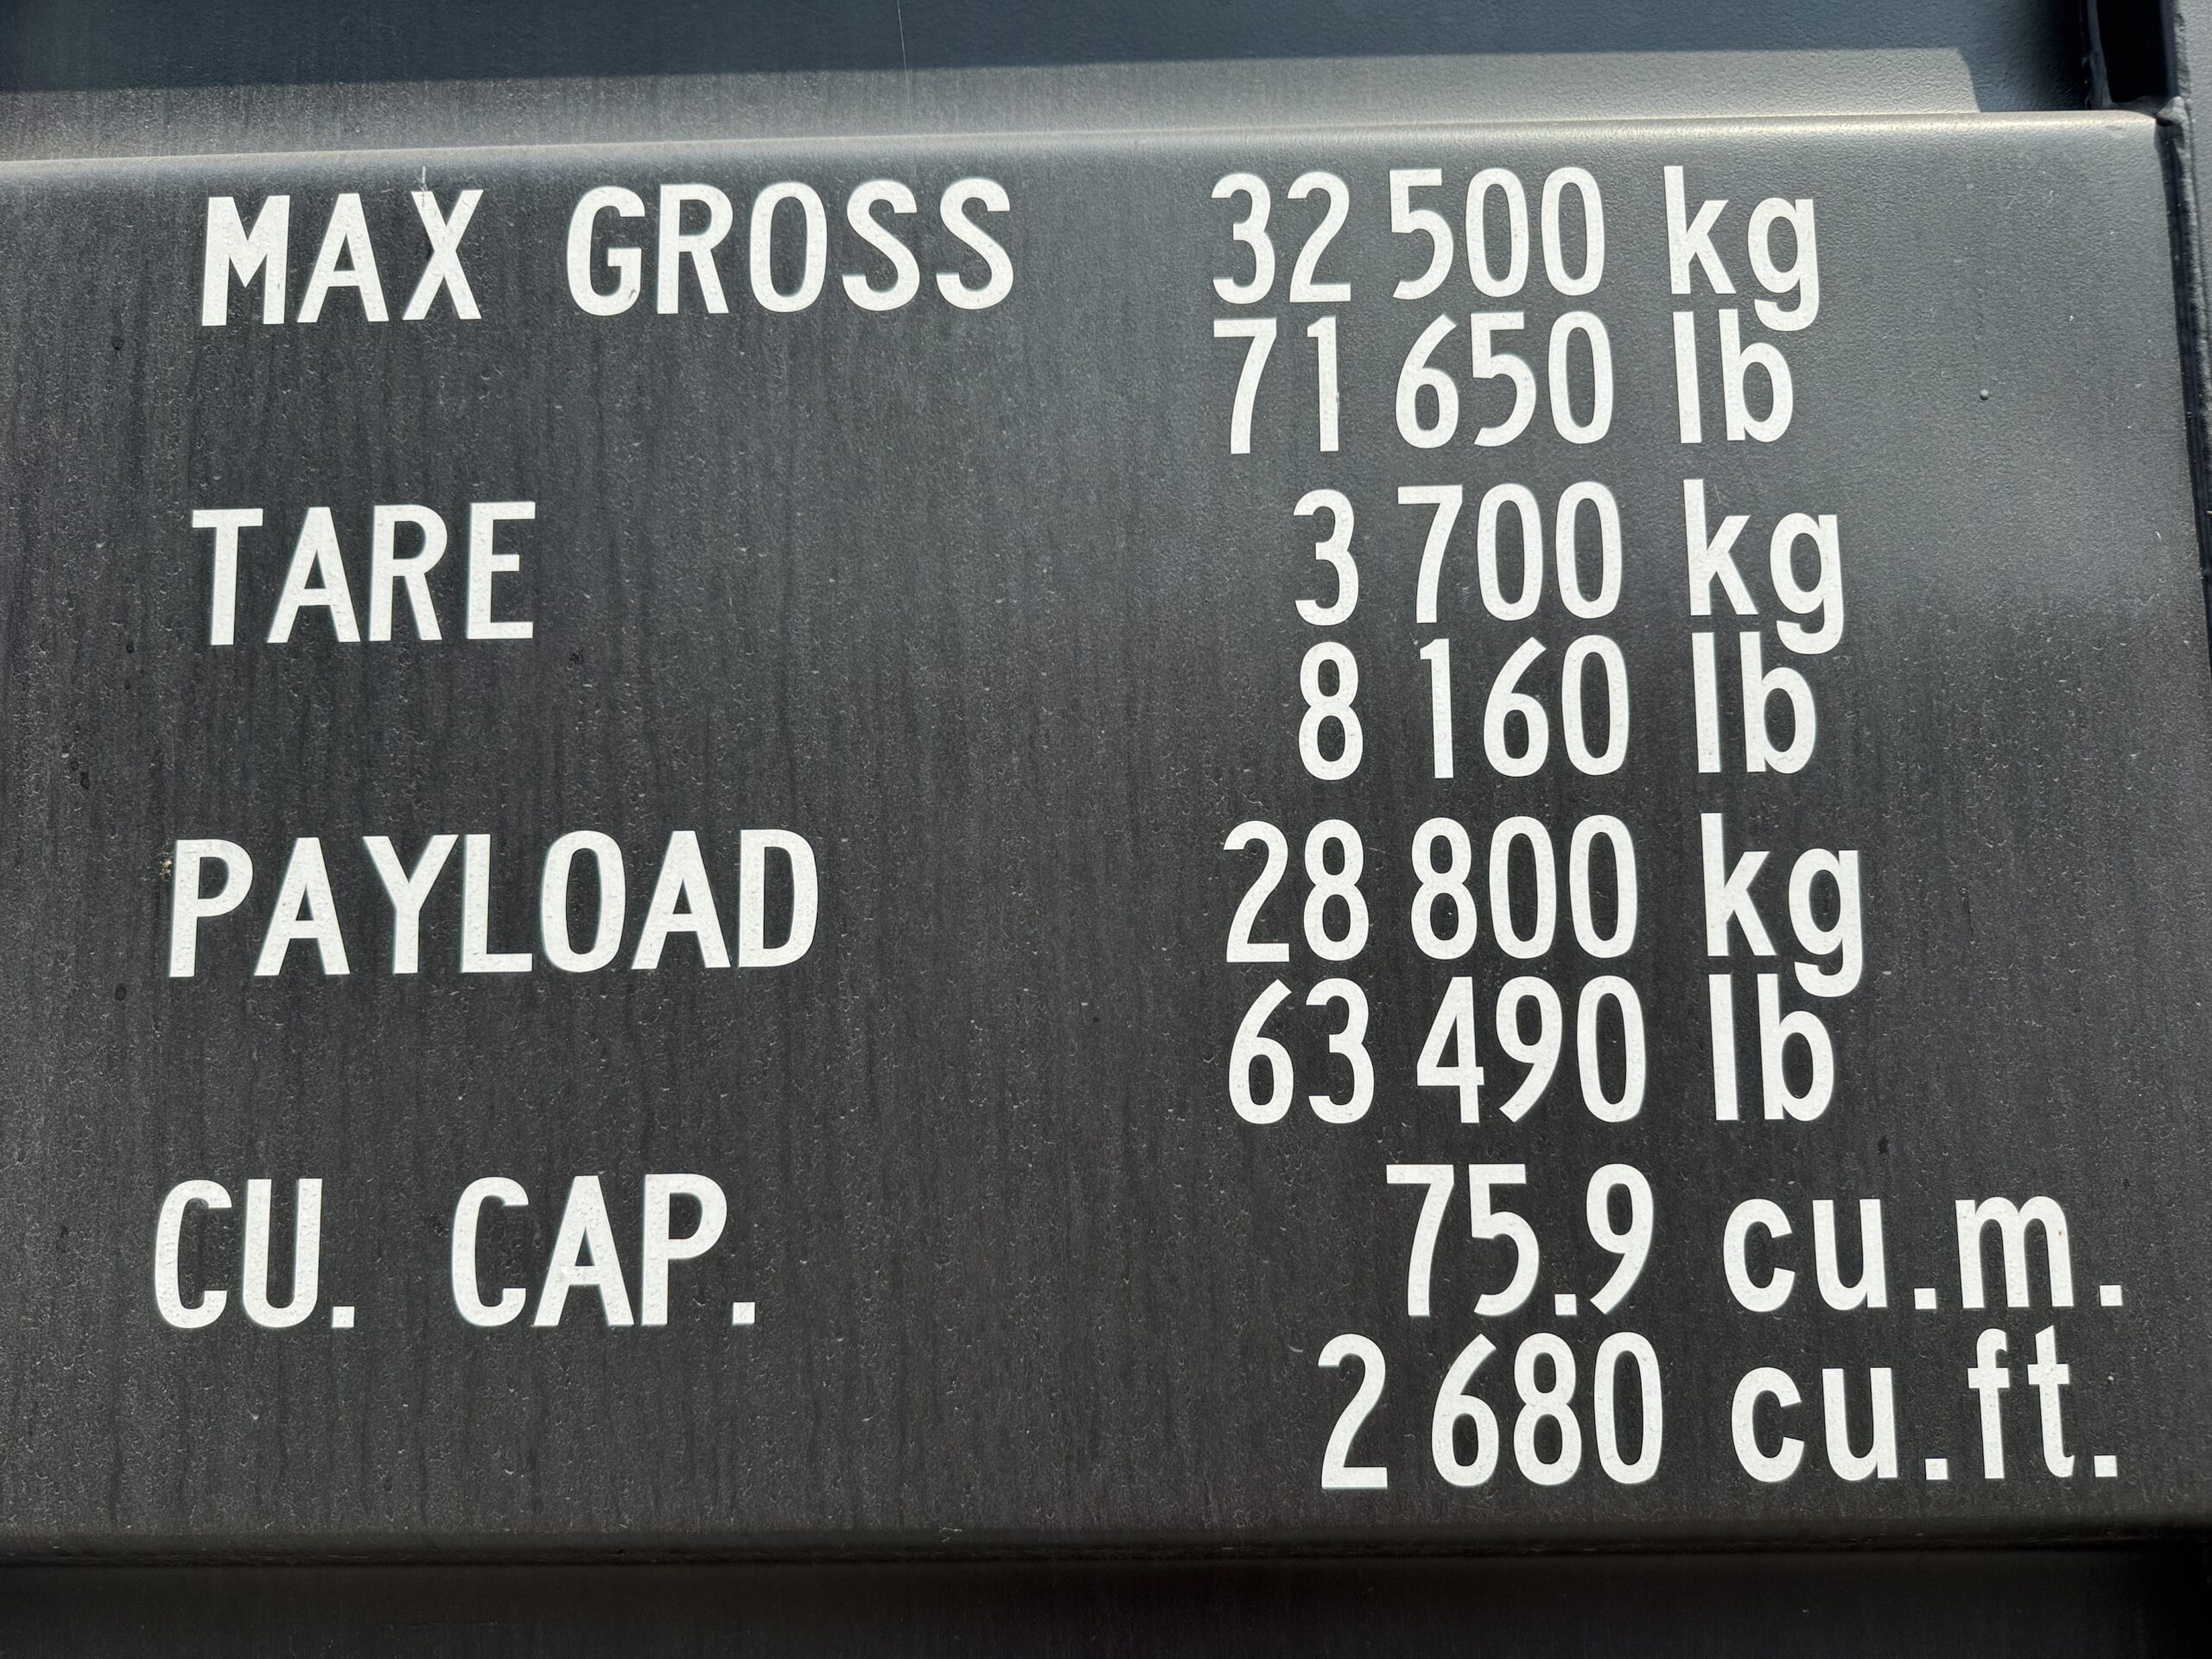 MAX GROSS 32 500 kg
71 650 lb
TARE 3 700 kg
8 160 lb
PAYLOAD 28 800 kg
63 490 lb
CU. CAP. 75.9 cu.m.
2 680 cu.ft.